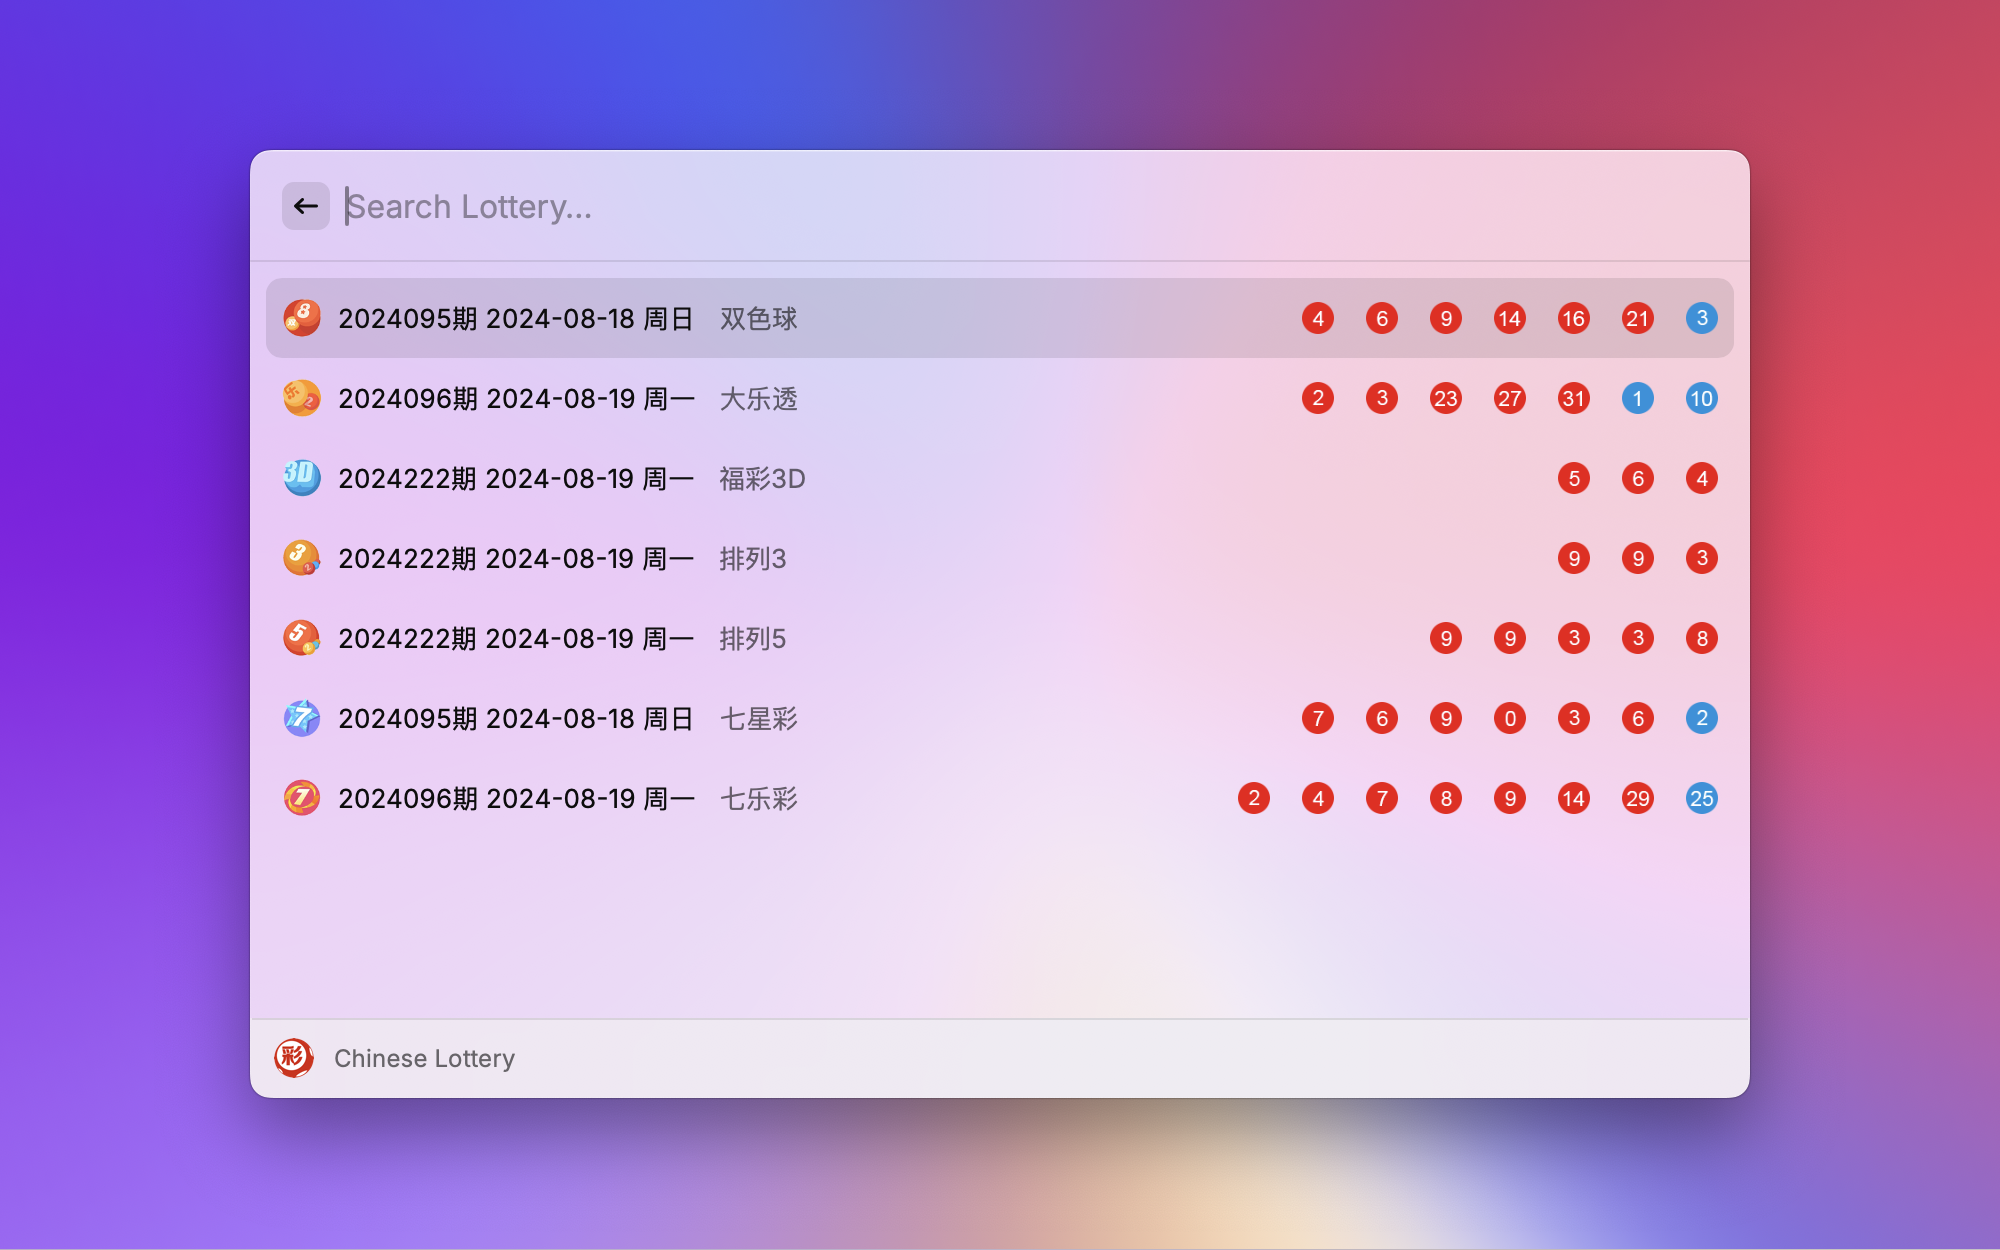 Search Lottery...
2024095期 2024-08-18 周日 双色球 4 6 9 14 16 21 3
2024096期 2024-08-19 周一 大乐透 2 3 23 27 31 1 10
3D 2024222期 2024-08-19 周一 福彩3D 5 6 4
3 2024222期 2024-08-19 周一 排列3 9 9 3
5 2024222期 2024-08-19 周一 排列5 9 9 3 3 8
7 2024095期 2024-08-18 周日 七星彩 7 6 9 0 3 6 2
7 2024096期 2024-08-19 周一 七乐彩 2 4 7 8 9 14 29 25
彩 Chinese Lottery